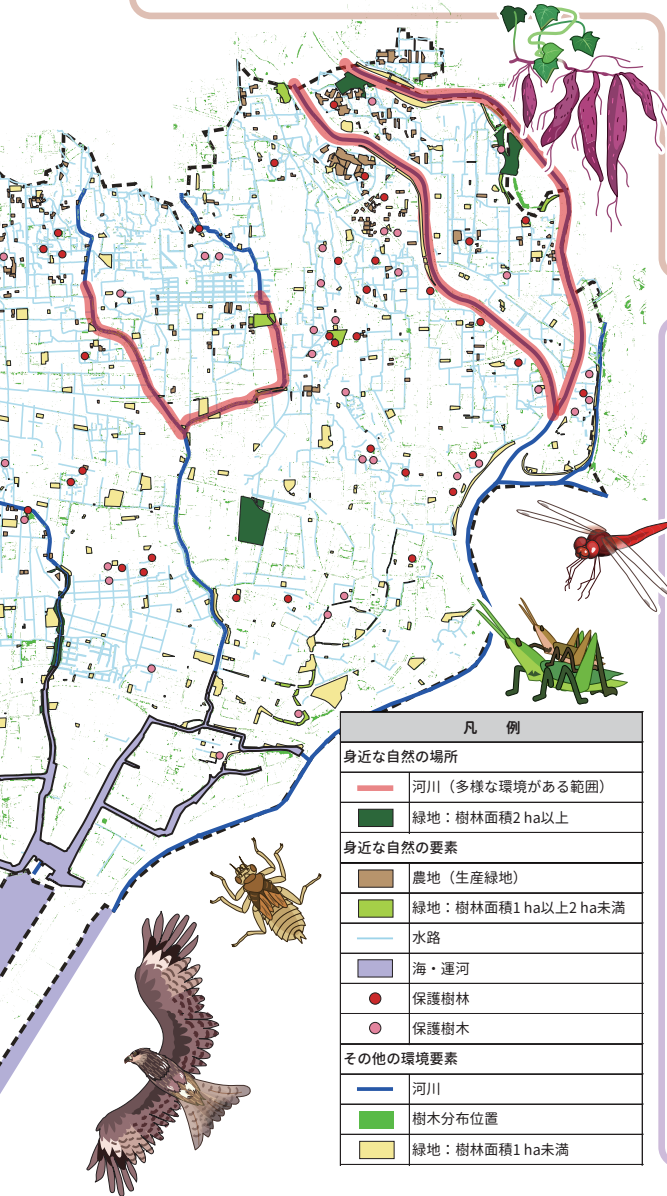 凡　例
身近な自然の場所
河川（多様な環境がある範囲）
緑地：樹林面積2 ha以上
身近な自然の要素
農地（生産緑地）
緑地：樹林面積1 ha以上2 ha未満
水路
海・運河
保護樹林
保護樹木
その他の環境要素
河川
樹木分布位置
緑地：樹林面積1 ha未満